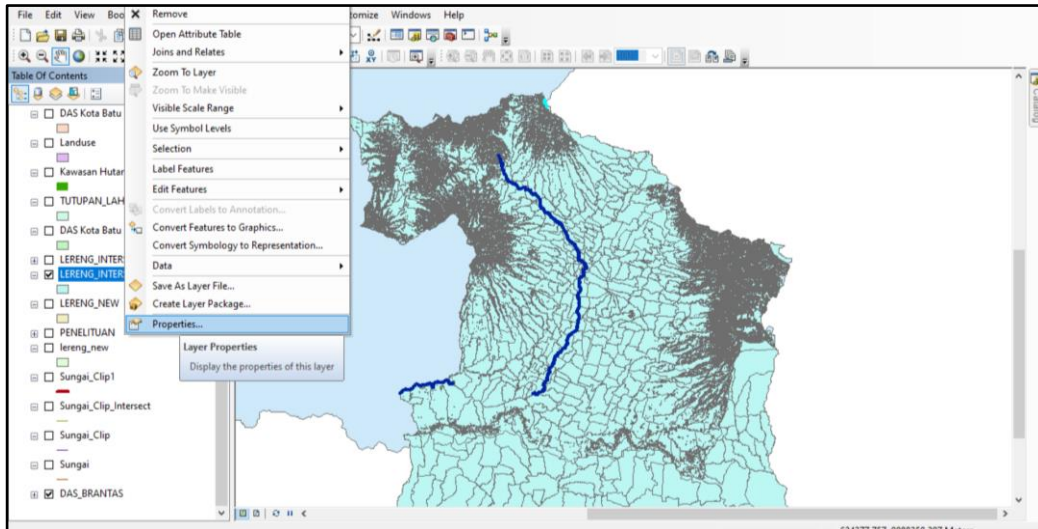 File Edit View Boo
tomize Windows Help
Table Of Contents
DAS Kota Batu
Landuse
Kawasan Hutan
TUTUPAN_LAH
DAS Kota Batu
LERENG_INTERS
LERENG_INTERS
LERENG_NEW
PENELITUAN
lereng_new
Sungai_Clip1
Sungai_Clip_Intersect
Sungai_Clip
Sungai
DAS_BRANTAS
Remove
Open Attribute Table
Joins and Relates
Zoom To Layer
Zoom To Make Visible
Visible Scale Range
Use Symbol Levels
Selection
Label Features
Edit Features
Convert Labels to Annotation...
Convert Features to Graphics...
Convert Symbology to Representation...
Data
Save As Layer File...
Create Layer Package...
Properties...
Layer Properties
Display the properties of this layer
Catalog